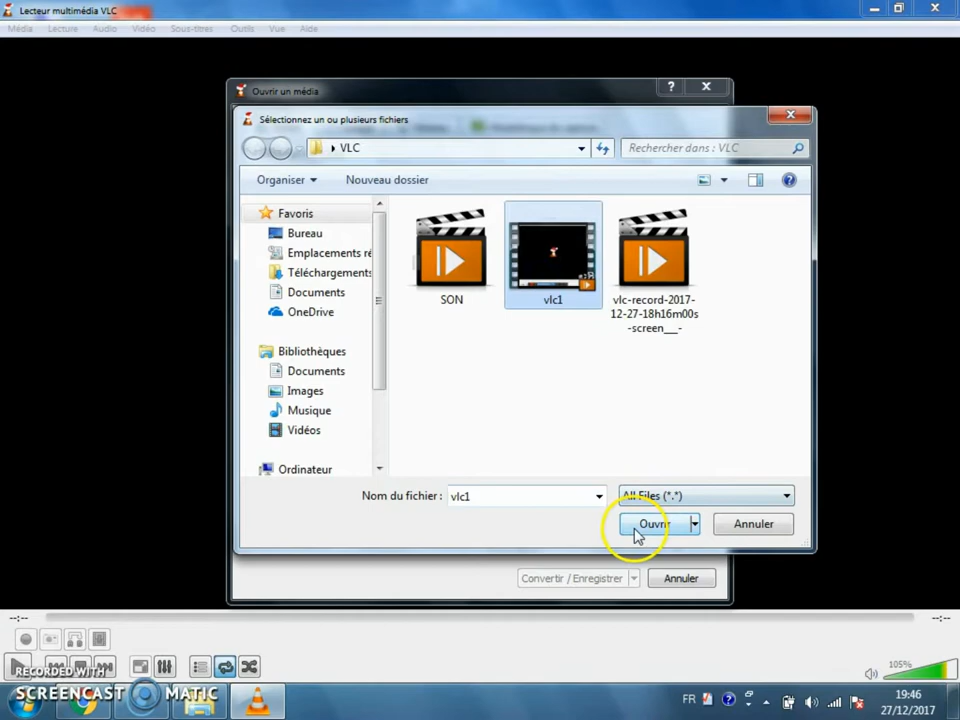 Lecteur multimédia VLC
Média Lecture Audio Vidéo Sous-titres Outils Vue Aide
Ouvrir un média
Sélectionnez un ou plusieurs fichiers
VLC
Rechercher dans : VLC
Organiser
Nouveau dossier
Favoris
Bureau
Emplacements ré
Téléchargements
Documents
OneDrive
Bibliothèques
Documents
Images
Musique
Vidéos
Ordinateur
SON
vlc1
vlc-record-2017-
12-27-18h16m00s
-screen___-
Nom du fichier :
vlc1
All Files (*.*)
Ouvrir
Annuler
Convertir / Enregistrer
Annuler
--:--
--:--
105%
RECORDED WITH
SCREENCAST MATIC
FR
19:46
27/12/2017